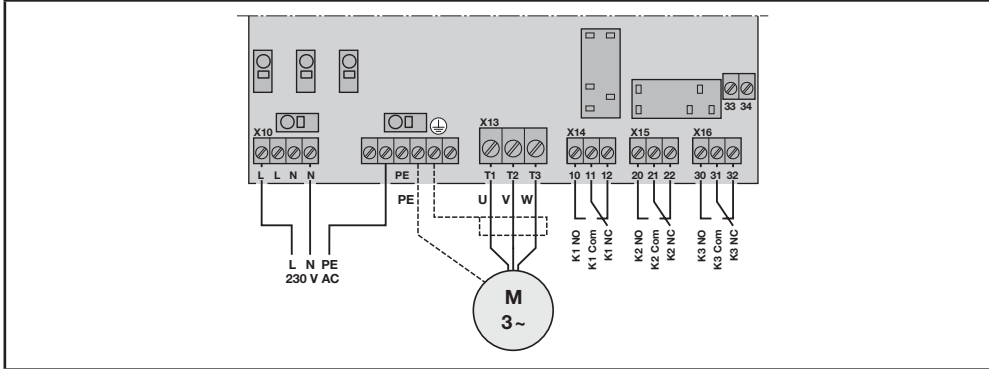 33 34
X10 X13 X14 X15 X16
L L N N PE T1 T2 T3 10 11 12 20 21 22 30 31 32
PE U V W
K1 NO
K1 Com
K1 NC
K2 NO
K2 Com
K2 NC
K3 NO
K3 Com
K3 NC
L N PE
230 V AC
M
3~